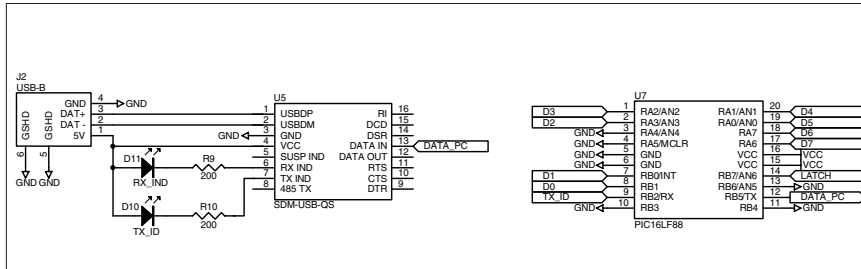 J2
USB-B
GND 4 GND
DAT+ 3
DAT - 2
5V 1
GSHD GSHD
6 5
GND GND
D11
RX_IND
R9
200
D10
TX_ID
R10
200
U5
1 USBDP RI 16
2 USBDM DCD 15
GND 3 GND DSR 14
4 VCC DATA IN 13 DATA_PC
5 SUSP IND DATA OUT 12
6 RX IND RTS 11
7 TX IND CTS 10
8 485 TX DTR 9
SDM-USB-QS
U7
D3 1 RA2/AN2 RA1/AN1 20 D4
D2 2 RA3/AN3 RA0/AN0 19 D5
GND 3 RA4/AN4 RA7 18 D6
GND 4 RA5/MCLR RA6 17 D7
GND 5 GND VCC 16 VCC
GND 6 GND VCC 15 VCC
D1 7 RB0/INT RB7/AN6 14 LATCH
D0 8 RB1 RB6/AN5 13 GND
TX_ID 9 RB2/RX RB5/TX 12 DATA_PC
GND 10 RB3 RB4 11 GND
PIC16LF88